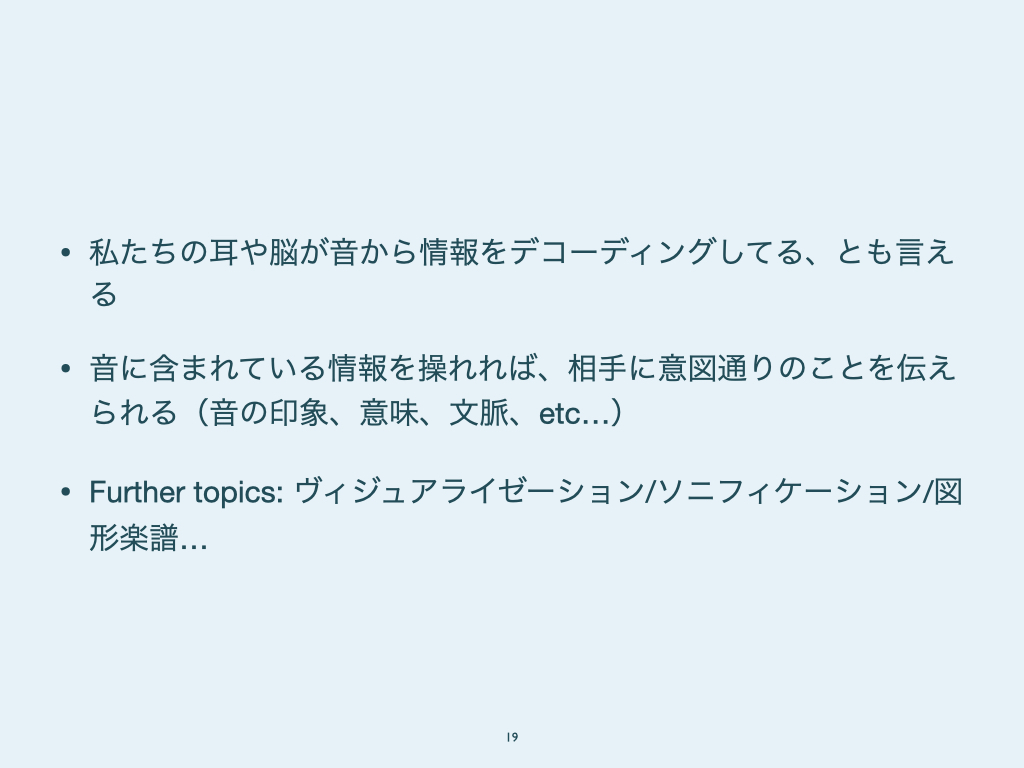 • 私たちの耳や脳が音から情報をデコーディングしてる、とも言え
る
• 音に含まれている情報を操れれば、相手に意図通りのことを伝え
られる（音の印象、意味、文脈、etc…）
• Further topics: ヴィジュアライゼーション/ソニフィケーション/図
形楽譜…
19